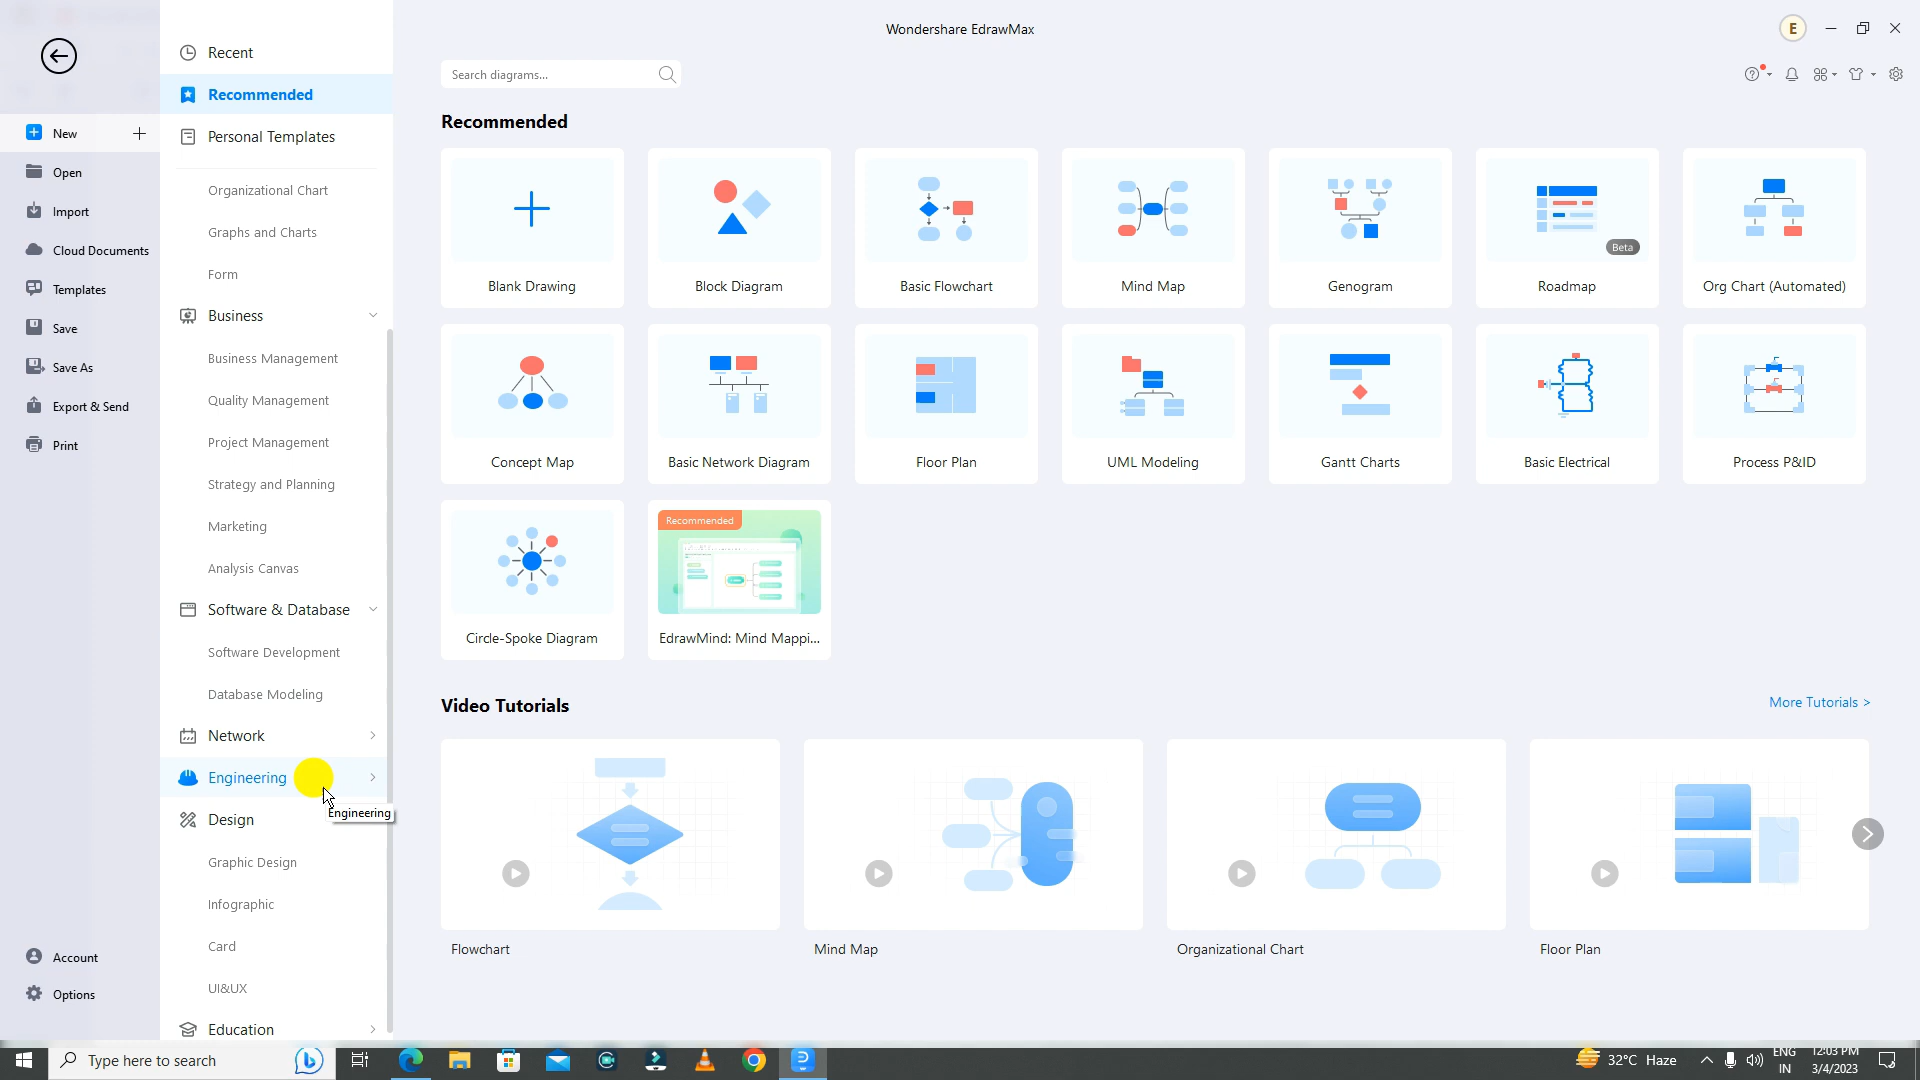 Wondershare EdrawMax
E
Search diagrams...
New
Open
Import
Cloud Documents
Templates
Save
Save As
Export & Send
Print
Account
Options
Recent
Recommended
Personal Templates
Organizational Chart
Graphs and Charts
Form
Business
Business Management
Quality Management
Project Management
Strategy and Planning
Marketing
Analysis Canvas
Software & Database
Software Development
Database Modeling
Network
Engineering
Engineering
Design
Graphic Design
Infographic
Card
UI&UX
Education
Recommended
Blank Drawing
Block Diagram
Basic Flowchart
Mind Map
Genogram
Beta
Roadmap
Org Chart (Automated)
Concept Map
Basic Network Diagram
Floor Plan
UML Modeling
Gantt Charts
Basic Electrical
Process P&ID
Circle-Spoke Diagram
Recommended
EdrawMind: Mind Mappi...
Video Tutorials
More Tutorials >
Flowchart
Mind Map
Organizational Chart
Floor Plan
Type here to search
32°C Haze
ENG
IN
12:03 PM
3/4/2023